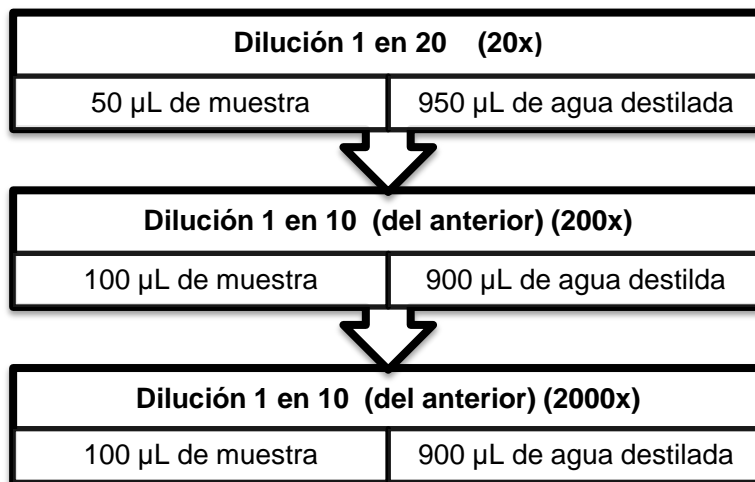 Dilución 1 en 20 (20x)
50 µL de muestra 950 µL de agua destilada
Dilución 1 en 10 (del anterior) (200x)
100 µL de muestra 900 µL de agua destilda
Dilución 1 en 10 (del anterior) (2000x)
100 µL de muestra 900 µL de agua destilada